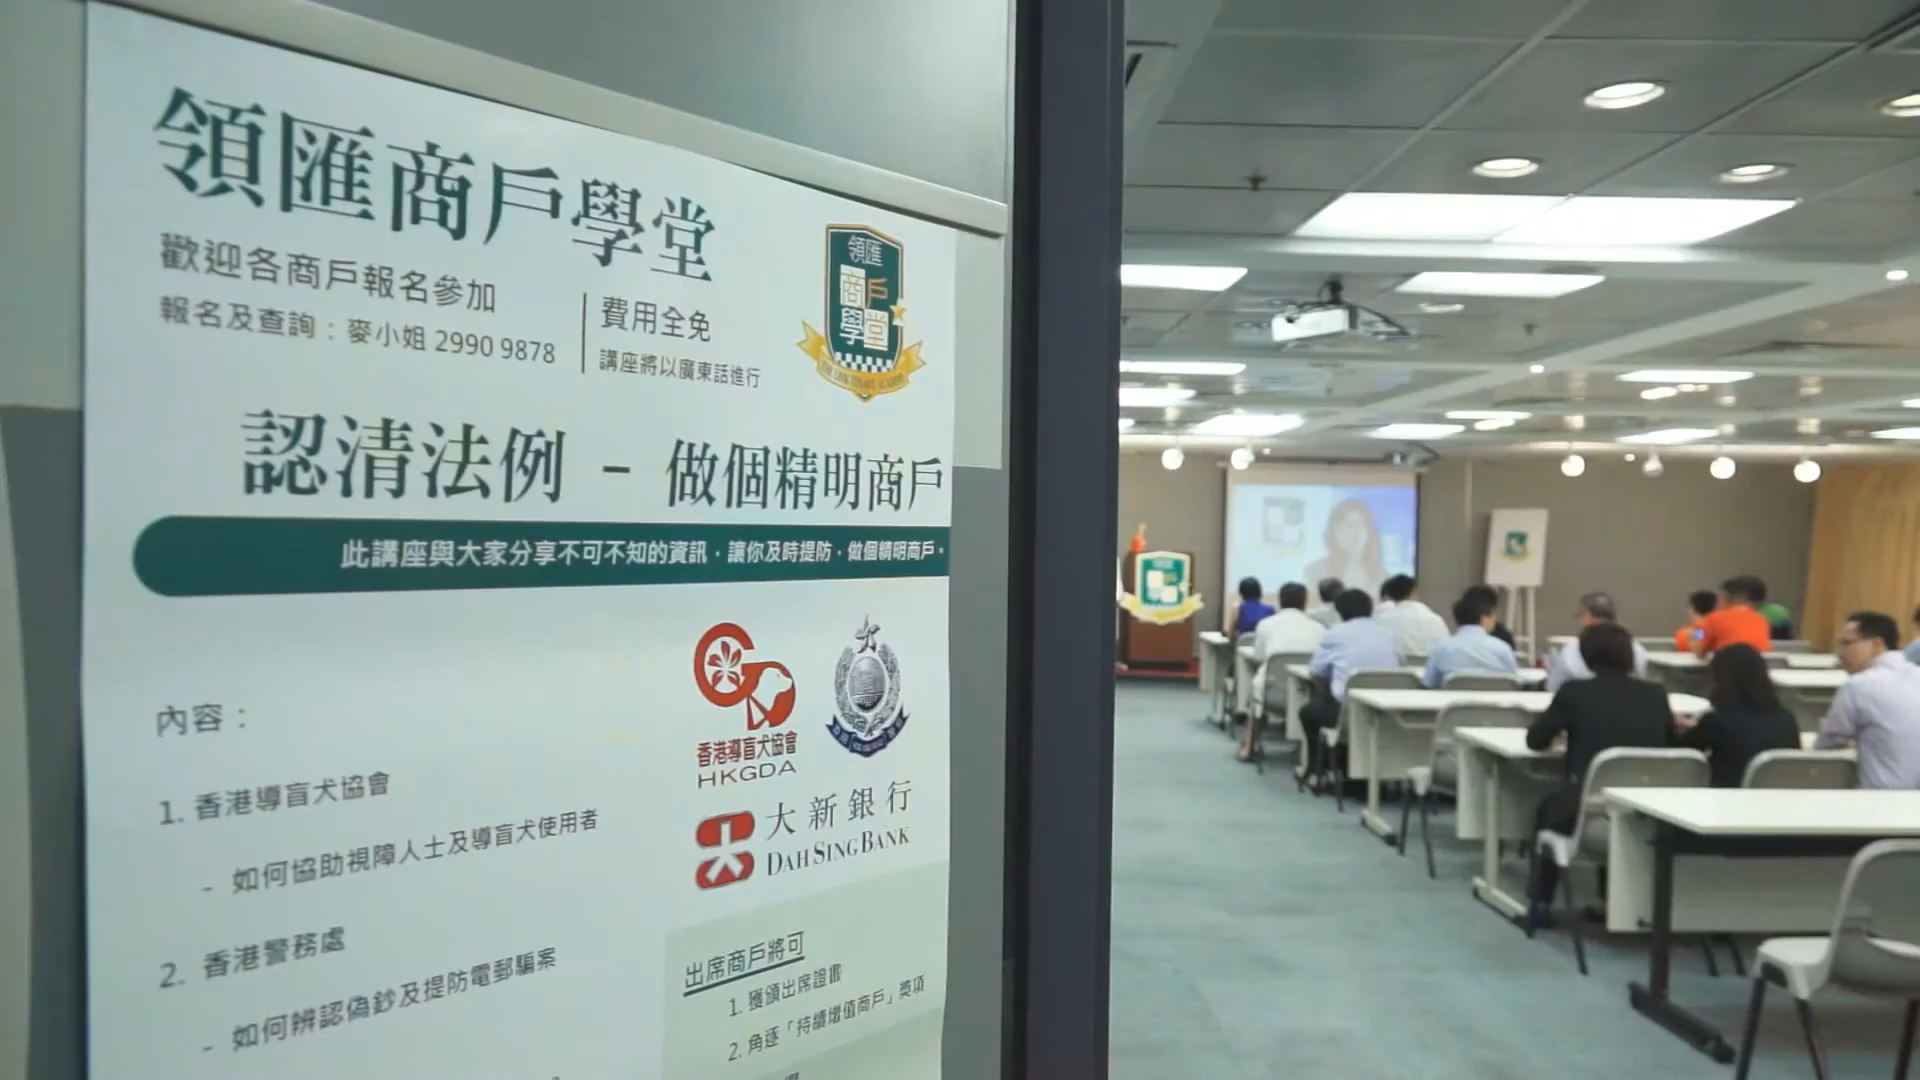 領匯商戶學堂
歡迎各商戶報名參加
報名及查詢：麥小姐 2990 9878
費用全免
講座將以廣東話進行
領匯
商戶
學堂
THE LINK TENANT ACADEMY
認清法例 - 做個精明商戶
此講座與大家分享不可不知的資訊，讓你及時提防，做個精明商戶。
內容：
1. 香港導盲犬協會
- 如何協助視障人士及導盲犬使用者
2. 香港警務處
- 如何辨認偽鈔及提防電郵騙案
香港導盲犬協會
HKGDA
大新銀行
DAH SING BANK
出席商戶將可
1. 獲頒出席證書
2. 角逐「持續增值商戶」獎項